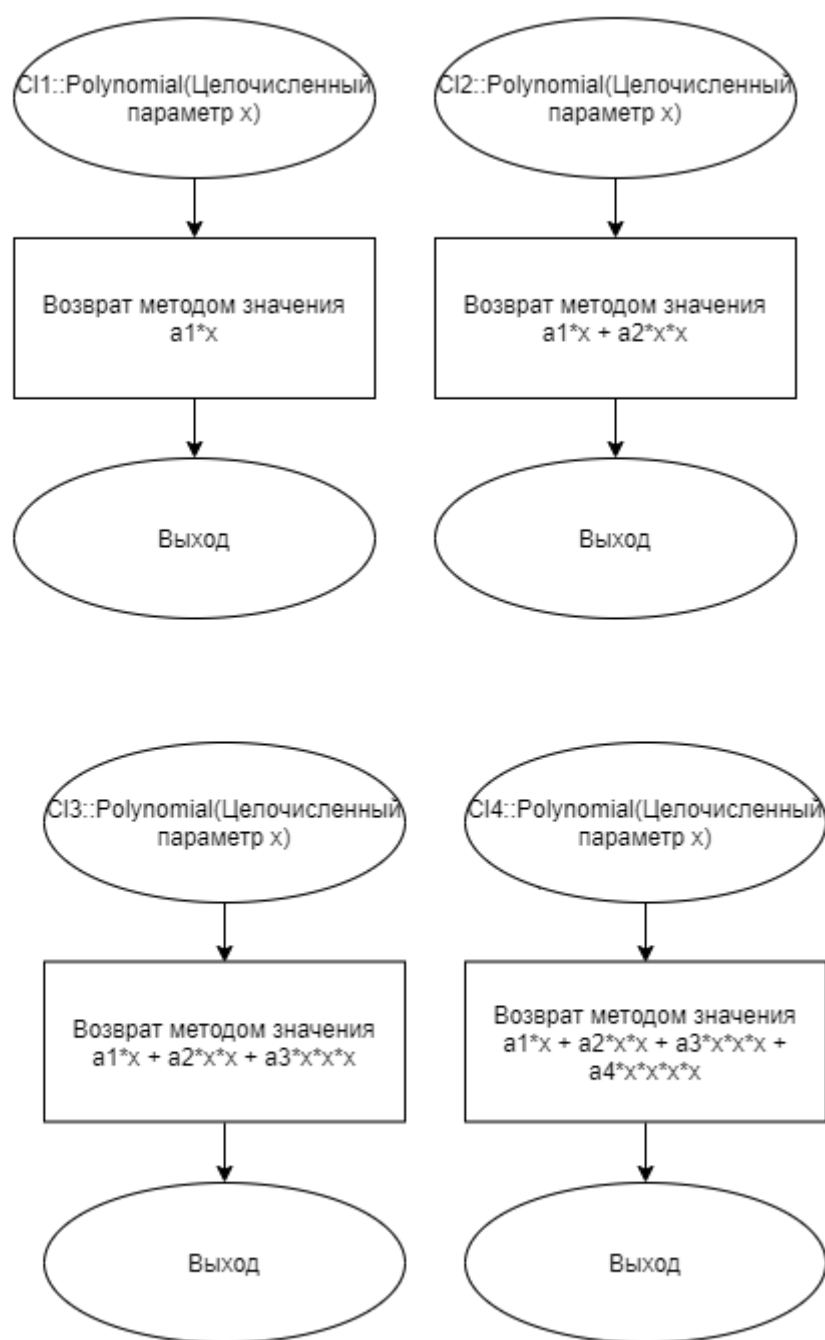 Cl1::Polynomial(Целочисленный
параметр x)
Возврат методом значения
a1*x
Выход
Cl2::Polynomial(Целочисленный
параметр x)
Возврат методом значения
a1*x + a2*x*x
Выход
Cl3::Polynomial(Целочисленный
параметр x)
Возврат методом значения
a1*x + a2*x*x + a3*x*x*x
Выход
Cl4::Polynomial(Целочисленный
параметр x)
Возврат методом значения
a1*x + a2*x*x + a3*x*x*x +
a4*x*x*x*x
Выход